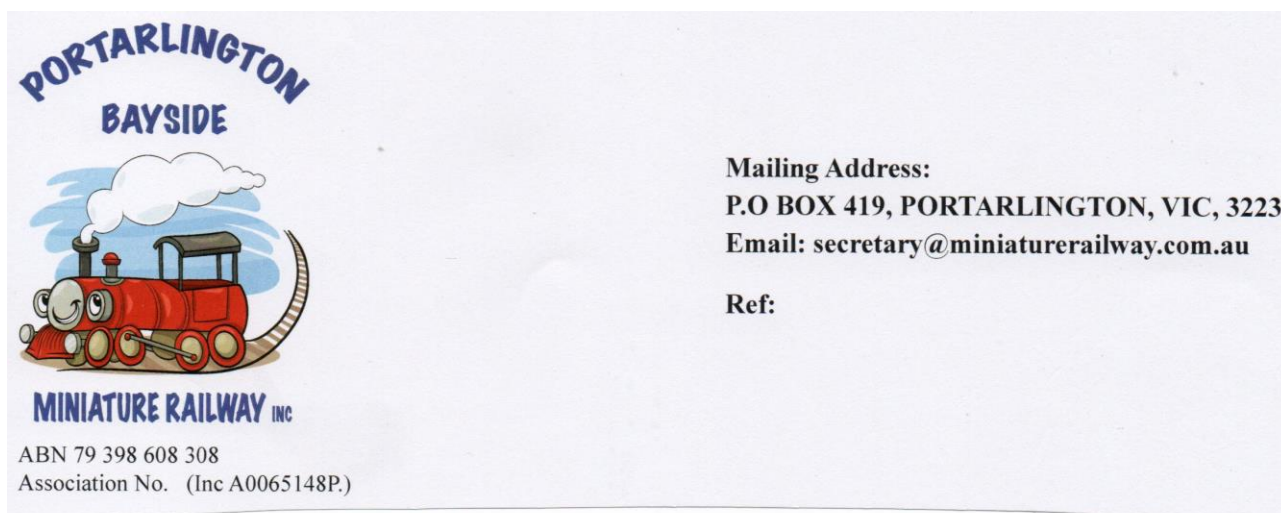 PORTARLINGTON
BAYSIDE
MINIATURE RAILWAY INC
ABN 79 398 608 308
Association No. (Inc A0065148P.)
Mailing Address:
P.O BOX 419, PORTARLINGTON, VIC, 3223
Email: secretary@miniaturerailway.com.au
Ref: